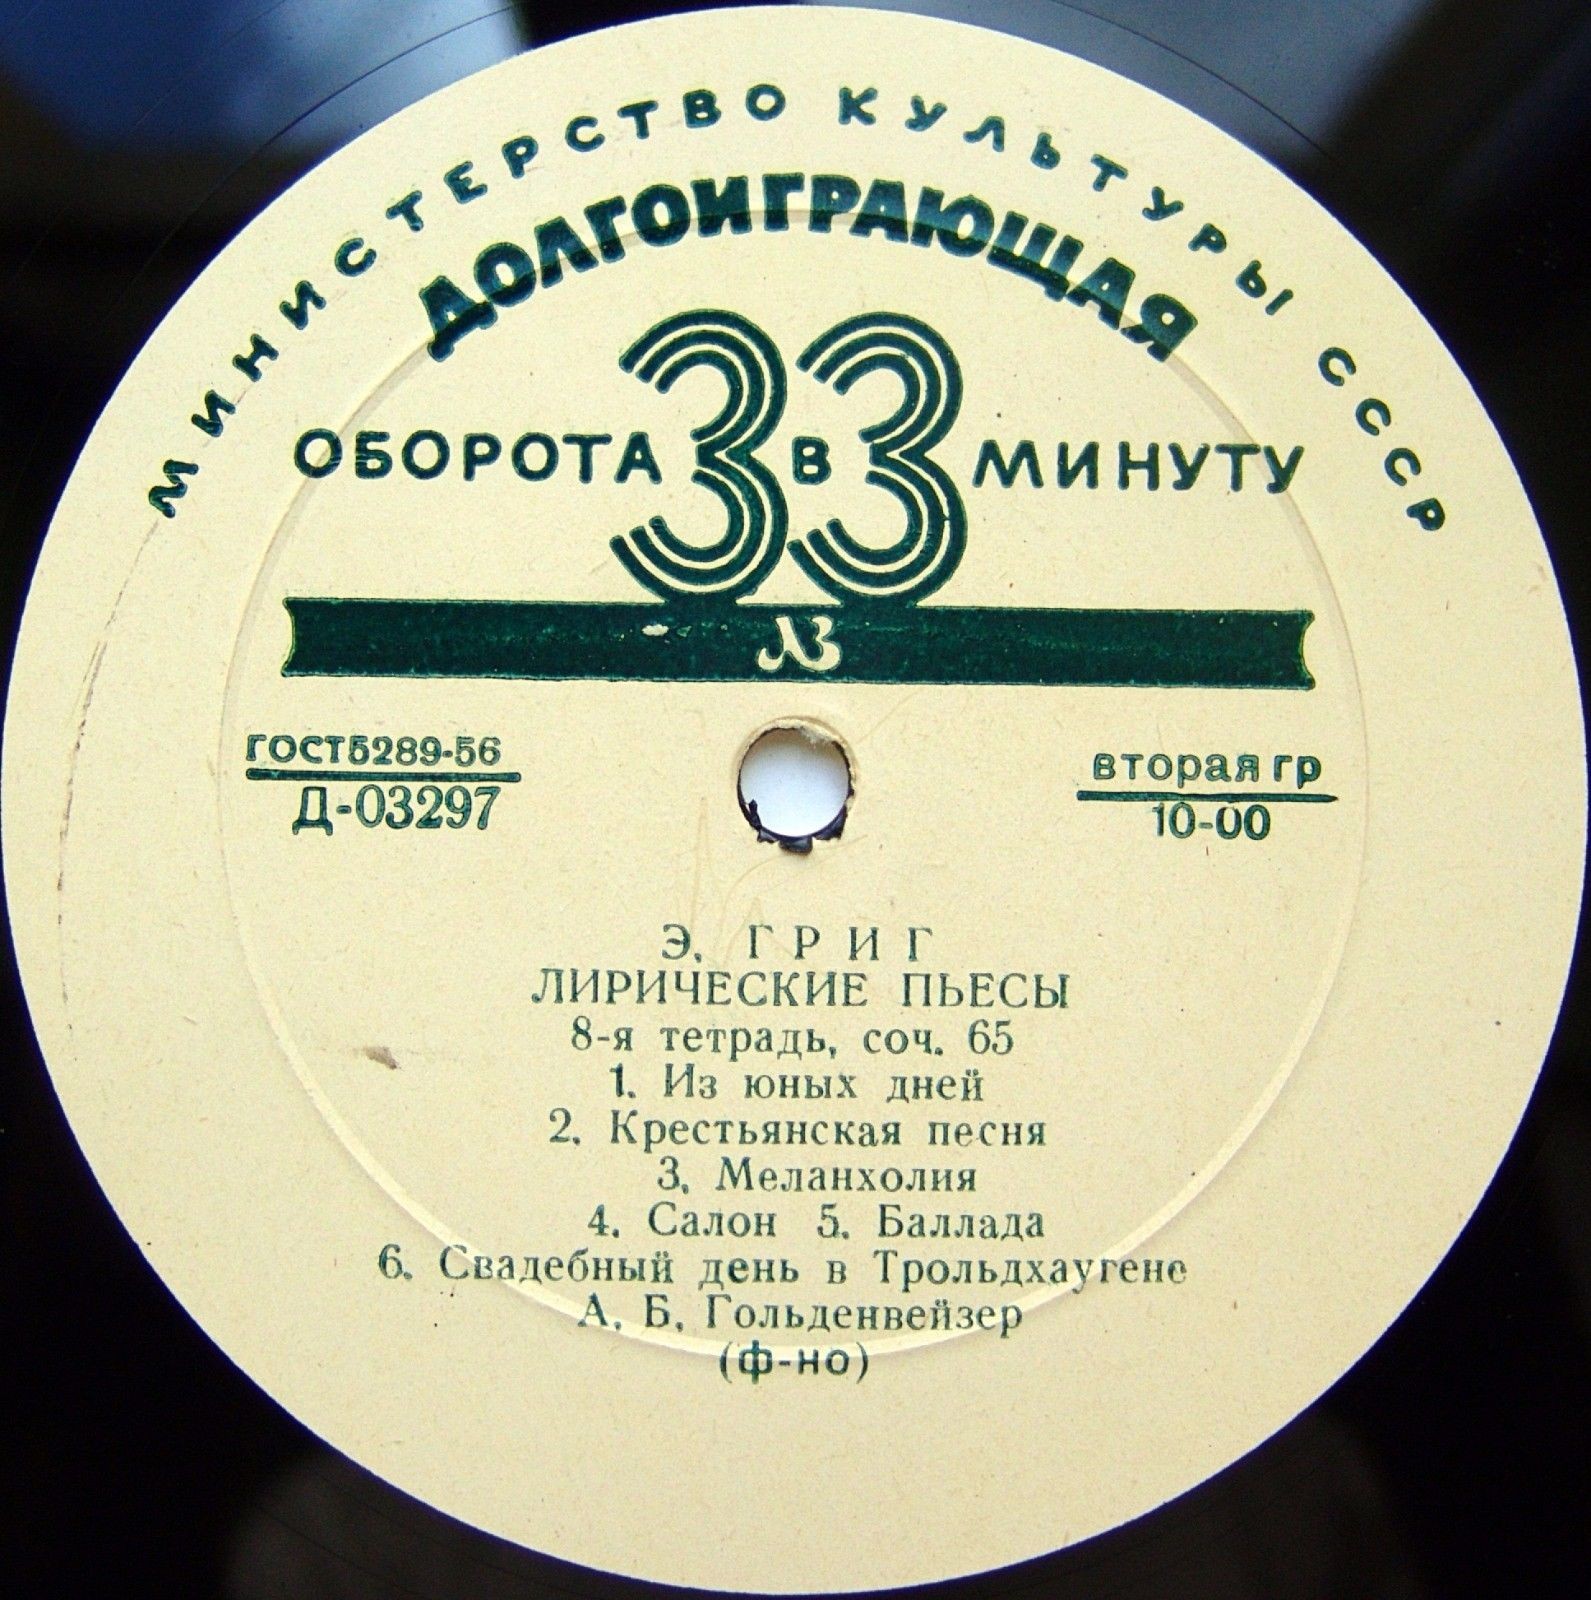 МИНИСТЕРСТВО КУЛЬТУРЫ СССР
ДОЛГОИГРАЮЩАЯ
33
ОБОРОТА В МИНУТУ
ГОСТ5289-56
Д-03297
вторая гр
10-00
Э. ГРИГ
ЛИРИЧЕСКИЕ ПЬЕСЫ
8-я тетрадь, соч. 65
1. Из юных дней
2. Крестьянская песня
3. Меланхолия
4. Салон 5. Баллада
6. Свадебный день в Трольдхаугене
А. Б. Гольденвейзер
(ф-но)